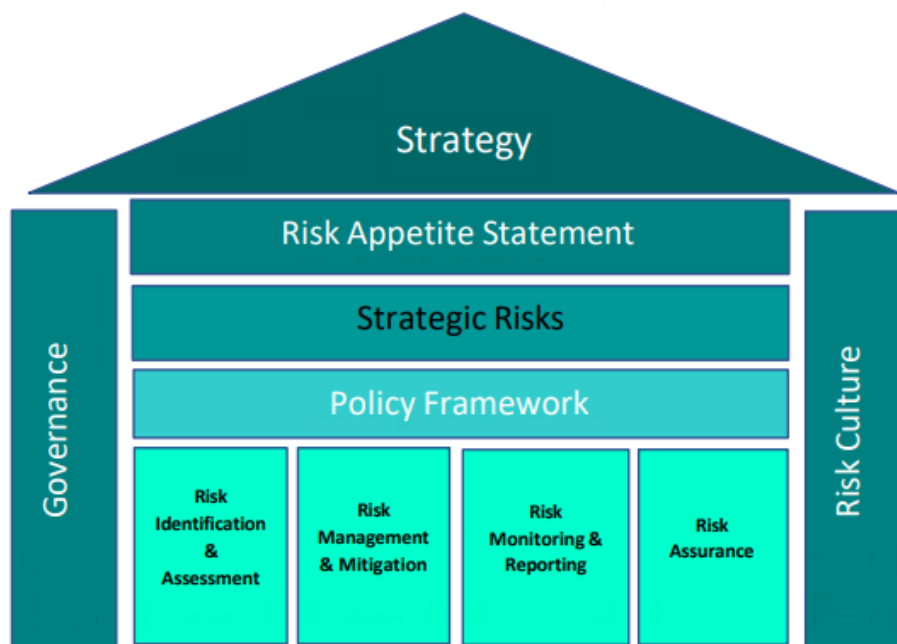 Strategy
Risk Appetite Statement
Strategic Risks
Policy Framework
Governance
Risk
Identification
&
Assessment
Risk
Management
& Mitigation
Risk
Monitoring &
Reporting
Risk
Assurance
Risk Culture